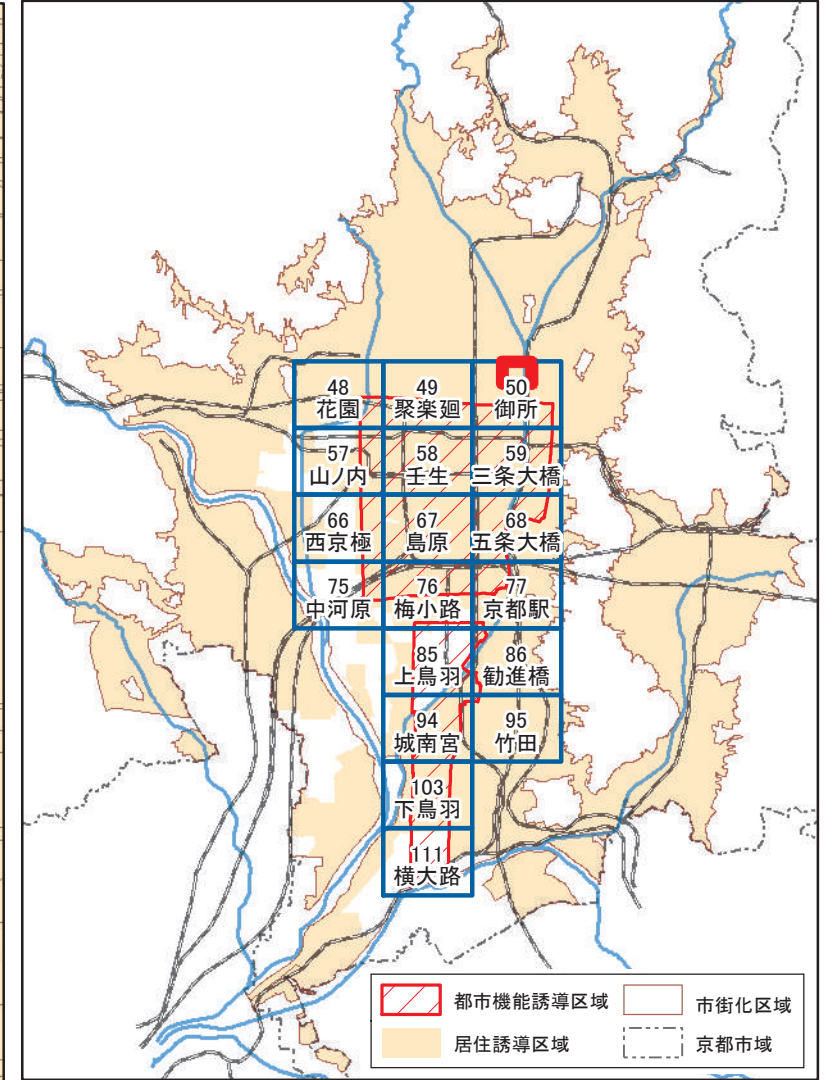 48
花園
49
聚楽廻
50
御所
57
山ノ内
58
壬生
59
三条大橋
66
西京極
67
島原
68
五条大橋
75
中河原
76
梅小路
77
京都駅
85
上鳥羽
86
勧進橋
94
城南宮
95
竹田
103
下鳥羽
111
横大路
都市機能誘導区域
市街化区域
居住誘導区域
京都市域